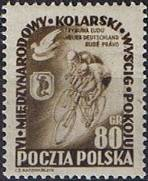 VI·MIĘDZYNARODOWY·KOLARSKI·WYŚCIG·POKOJU
TRYBUNA LUDU
NEUES DEUTSCHLAND
RUDÉ PRÁVO
80 GR
POCZTA POLSKA